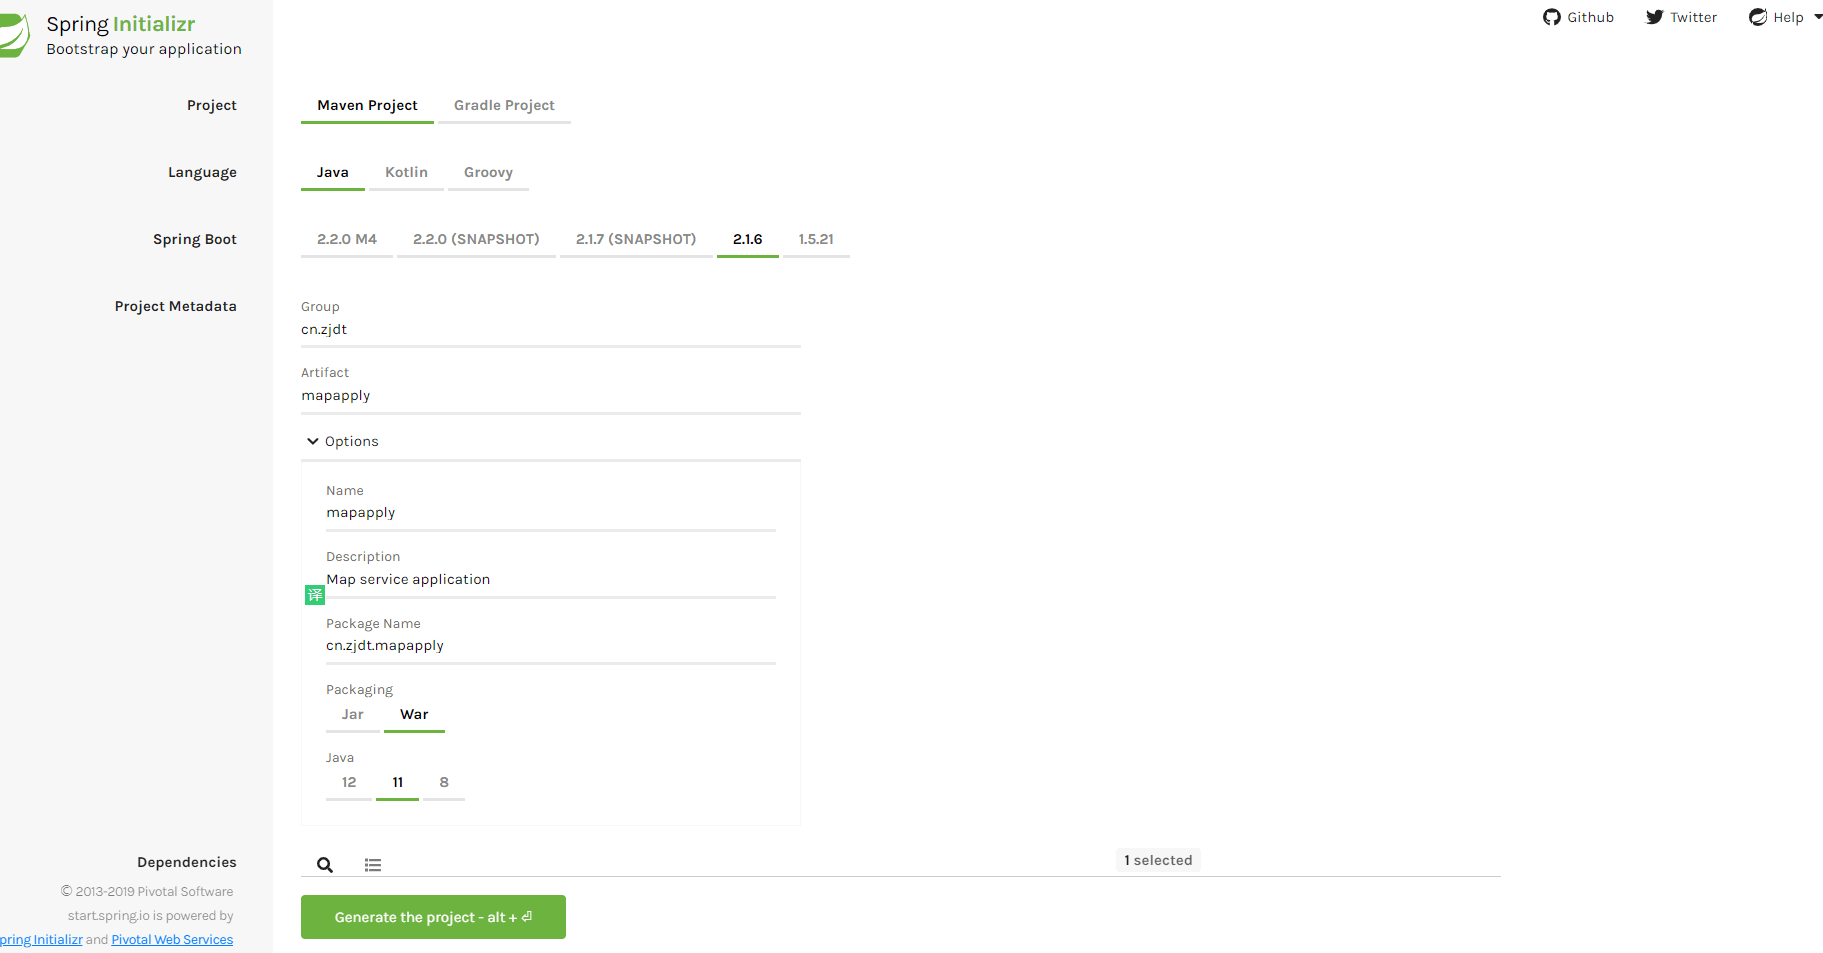 Spring Initializr
Bootstrap your application
Github
Twitter
Help
Project
Maven Project
Gradle Project
Language
Java
Kotlin
Groovy
Spring Boot
2.2.0 M4
2.2.0 (SNAPSHOT)
2.1.7 (SNAPSHOT)
2.1.6
1.5.21
Project Metadata
Group
cn.zjdt
Artifact
mapapply
Options
Name
mapapply
Description
Map service application
译
Package Name
cn.zjdt.mapapply
Packaging
Jar
War
Java
12
11
8
Dependencies
1 selected
© 2013-2019 Pivotal Software
start.spring.io is powered by
pring Initializr and Pivotal Web Services
Generate the project - alt + ⏎